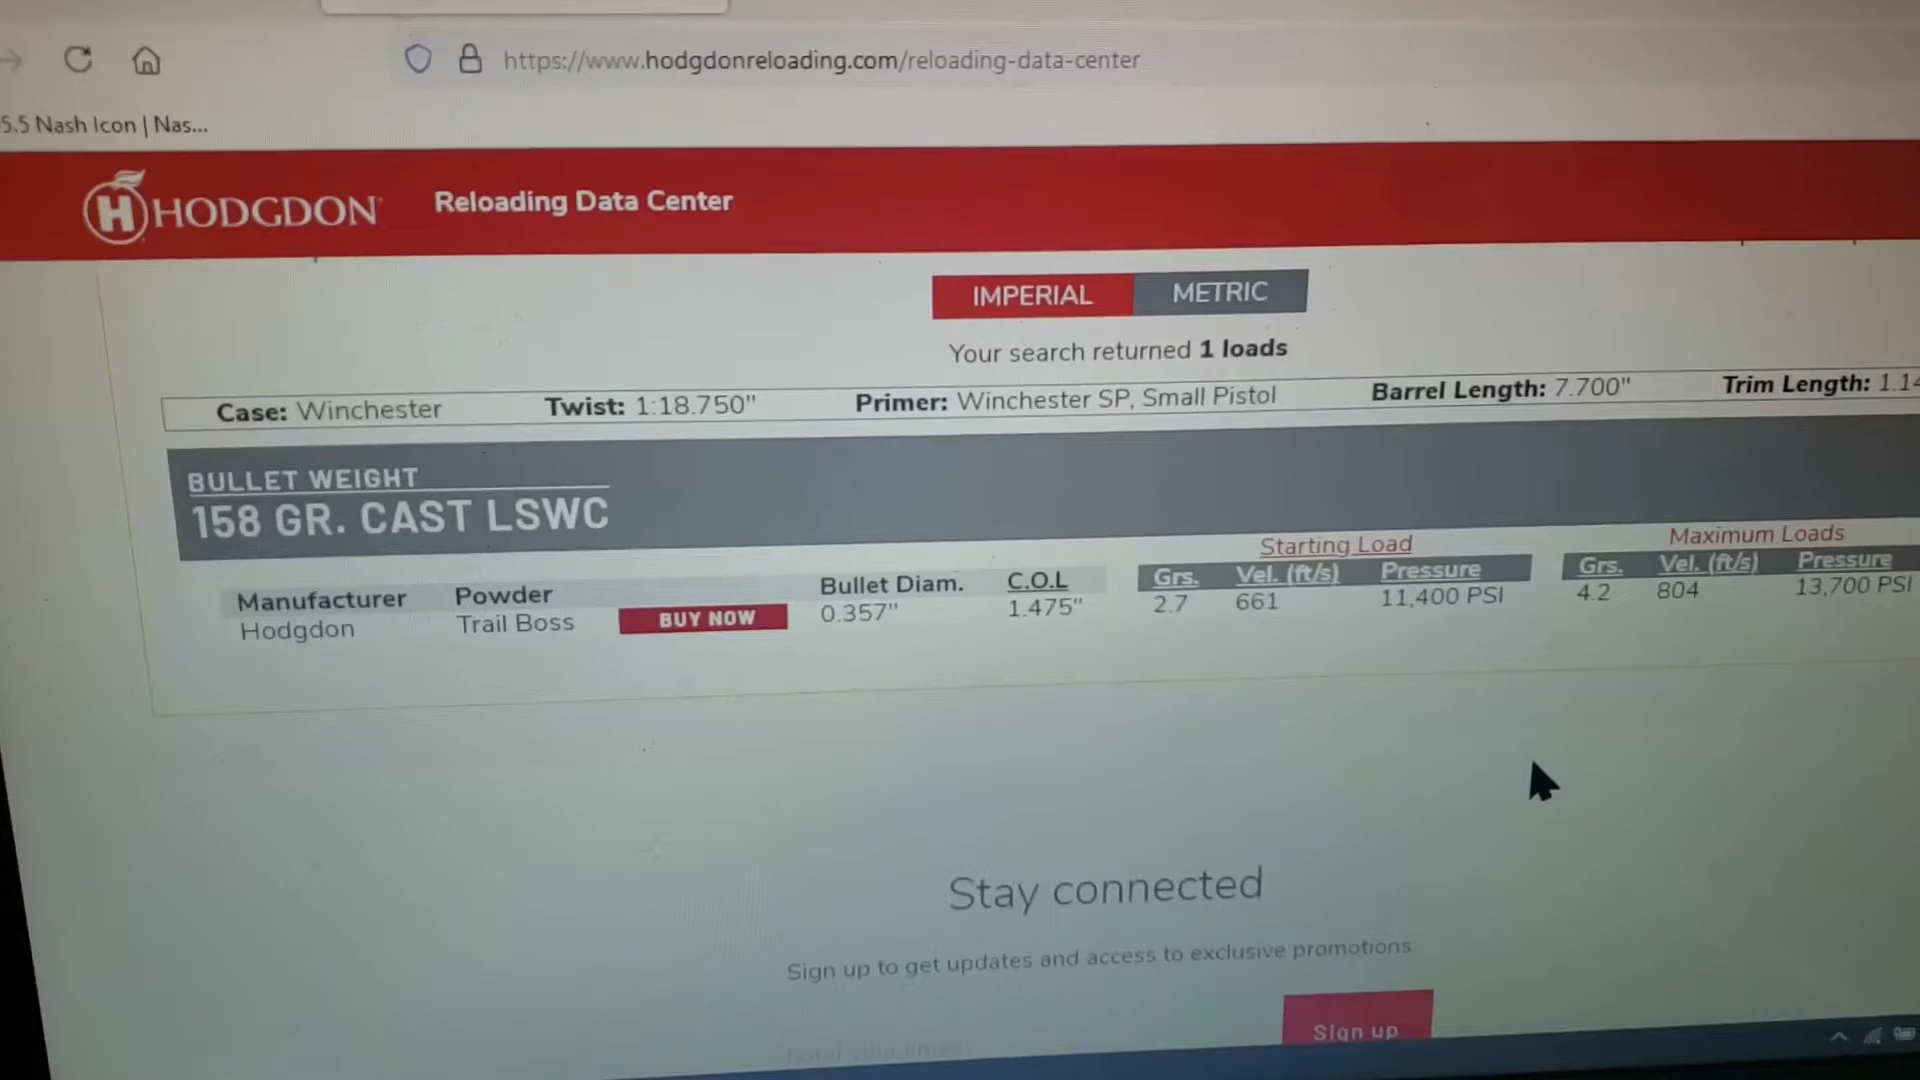 https://www.hodgdonreloading.com/reloading-data-center
5.5 Nash Icon | Nas...
H HODGDON Reloading Data Center
IMPERIAL METRIC
Your search returned 1 loads
Case: Winchester Twist: 1:18.750" Primer: Winchester SP, Small Pistol Barrel Length: 7.700" Trim Length: 1.14
BULLET WEIGHT
158 GR. CAST LSWC
Starting Load Maximum Loads
Manufacturer Powder Bullet Diam. C.O.L Grs. Vel. (ft/s) Pressure Grs. Vel. (ft/s) Pressure
Hodgdon Trail Boss BUY NOW 0.357" 1.475" 2.7 661 11,400 PSI 4.2 804 13,700 PSI
Stay connected
Sign up to get updates and access to exclusive promotions
Sign up